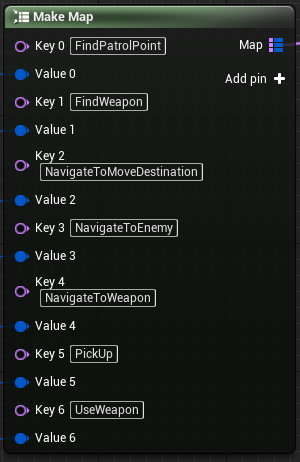 Make Map
Key 0 FindPatrolPoint Map
Value 0 Add pin
Key 1 FindWeapon
Value 1
Key 2
NavigateToMoveDestination
Value 2
Key 3 NavigateToEnemy
Value 3
Key 4
NavigateToWeapon
Value 4
Key 5 PickUp
Value 5
Key 6 UseWeapon
Value 6